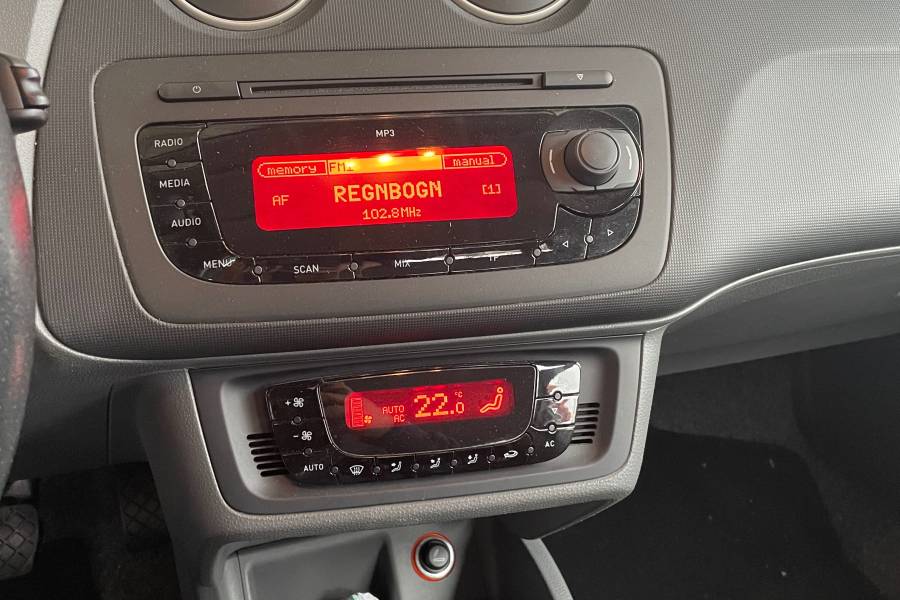 MP3
RADIO
MEDIA
AUDIO
MENU
SCAN
MIX
TP
memory FM1 manual
AF REGNBOGN [1]
102.8MHz
AUTO 22.0 °C
AC
AUTO
AC